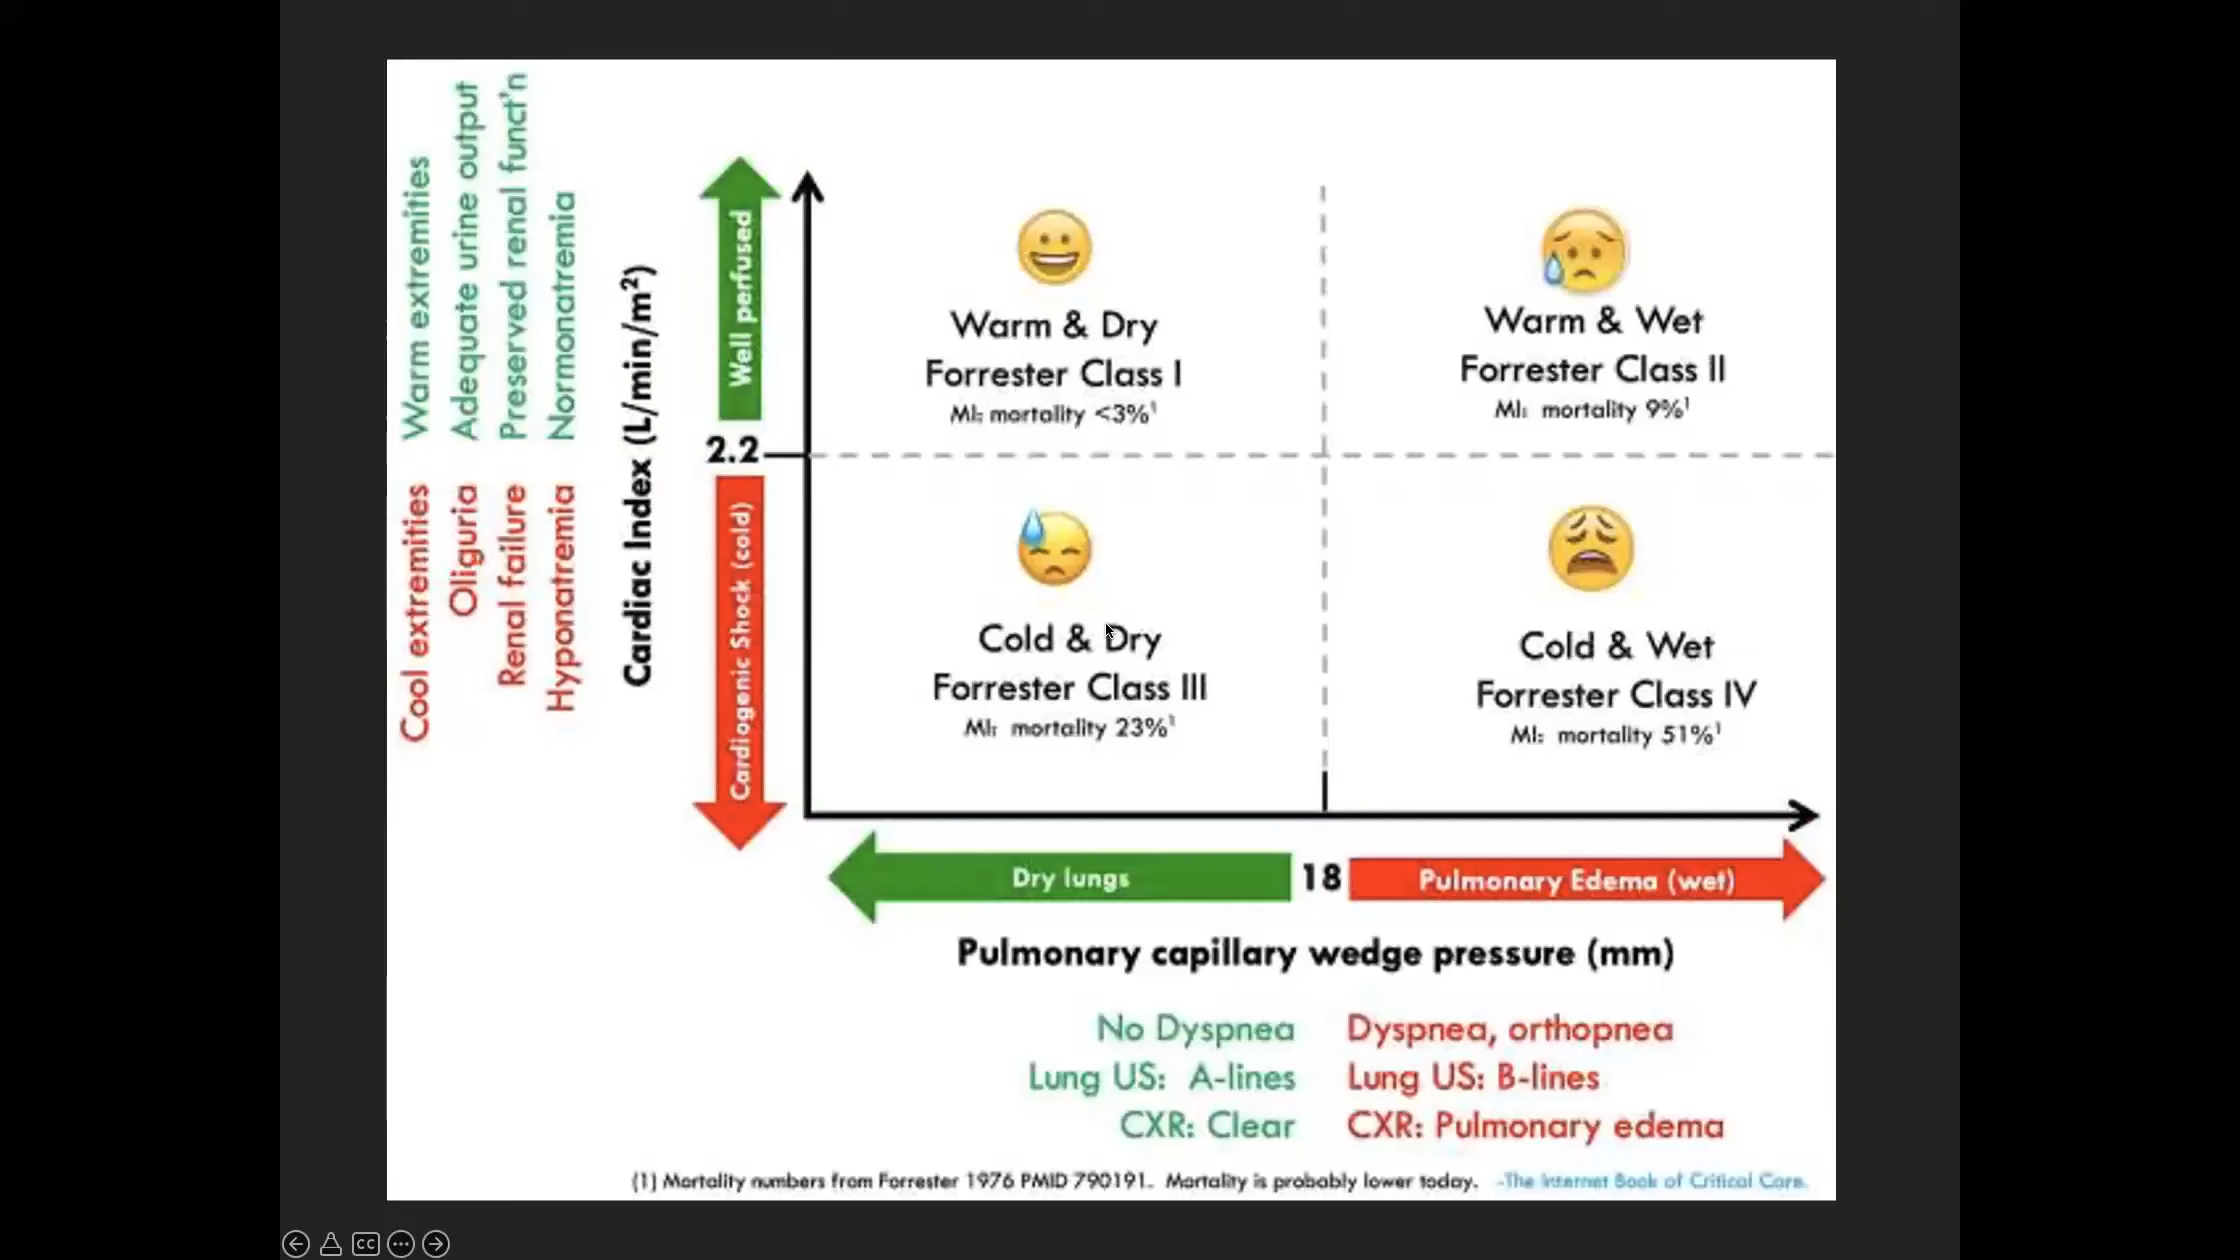 Warm extremities
Adequate urine output
Preserved renal funct'n
Normonatremia
Cool extremities
Oliguria
Renal failure
Hyponatremia
Cardiac Index (L/min/m²)
Well perfused
2.2
Cardiogenic Shock (cold)
Warm & Dry
Forrester Class I
MI: mortality <3%¹
Warm & Wet
Forrester Class II
MI: mortality 9%¹
Cold & Dry
Forrester Class III
MI: mortality 23%¹
Cold & Wet
Forrester Class IV
MI: mortality 51%¹
Dry lungs
18
Pulmonary Edema (wet)
Pulmonary capillary wedge pressure (mm)
No Dyspnea
Lung US: A-lines
CXR: Clear
Dyspnea, orthopnea
Lung US: B-lines
CXR: Pulmonary edema
(1) Mortality numbers from Forrester 1976 PMID 790191. Mortality is probably lower today. -The Internet Book of Critical Care.
CC